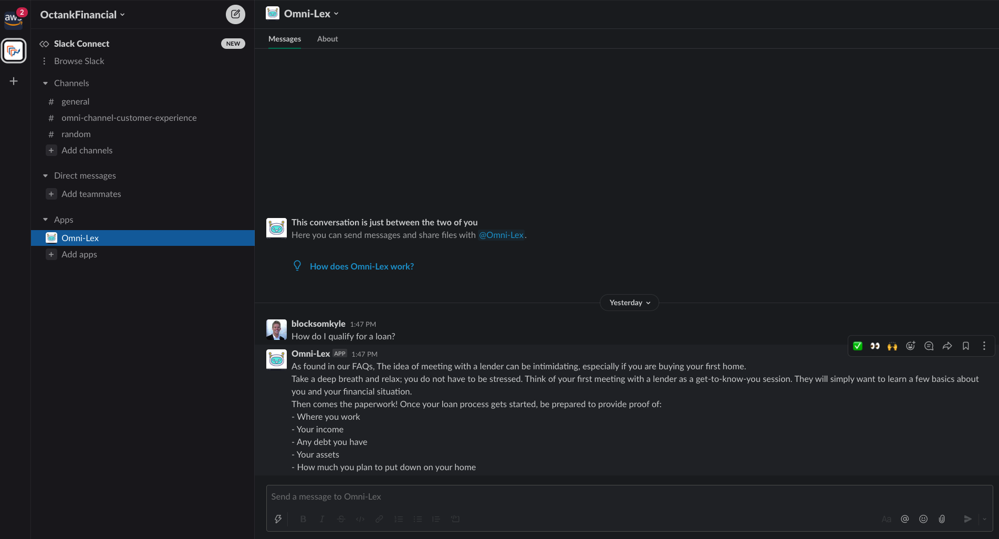 aws
2
OctankFinancial
Slack Connect
NEW
Browse Slack
Channels
# general
# omni-channel-customer-experience
# random
+ Add channels
Direct messages
+ Add teammates
Apps
Omni-Lex
+ Add apps
Omni-Lex
Messages About
This conversation is just between the two of you
Here you can send messages and share files with @Omni-Lex.
How does Omni-Lex work?
Yesterday
blocksomkyle 1:47 PM
How do I qualify for a loan?
Omni-Lex APP 1:47 PM
As found in our FAQs, The idea of meeting with a lender can be intimidating, especially if you are buying your first home.
Take a deep breath and relax; you do not have to be stressed. Think of your first meeting with a lender as a get-to-know-you session. They will simply want to learn a few basics about
you and your financial situation.
Then comes the paperwork! Once your loan process gets started, be prepared to provide proof of:
- Where you work
- Your income
- Any debt you have
- Your assets
- How much you plan to put down on your home
Send a message to Omni-Lex
B I S </> Aa @